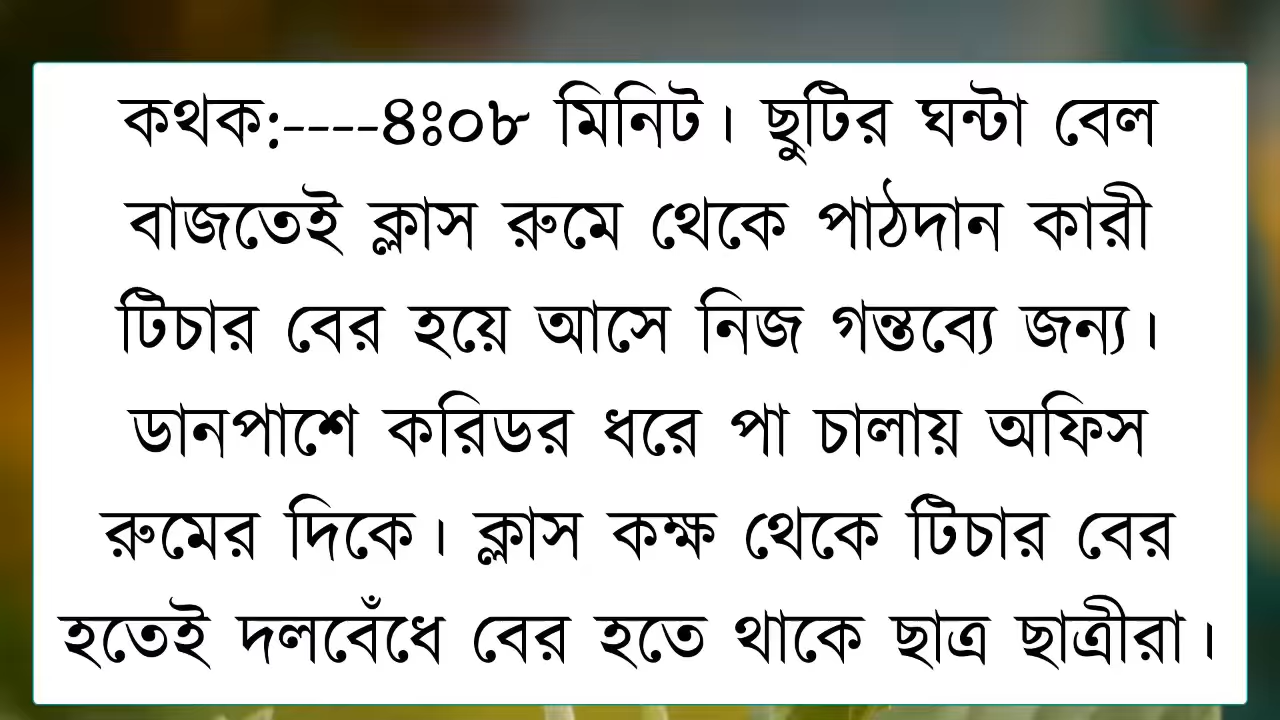 কথক:----৪ঃ০৮ মিনিট। ছুটির ঘন্টা বেল
বাজতেই ক্লাস রুমে থেকে পাঠদান কারী
টিচার বের হয়ে আসে নিজ গন্তব্যে জন্য।
ডানপাশে করিডর ধরে পা চালায় অফিস
রুমের দিকে। ক্লাস কক্ষ থেকে টিচার বের
হতেই দলবেঁধে বের হতে থাকে ছাত্র ছাত্রীরা।